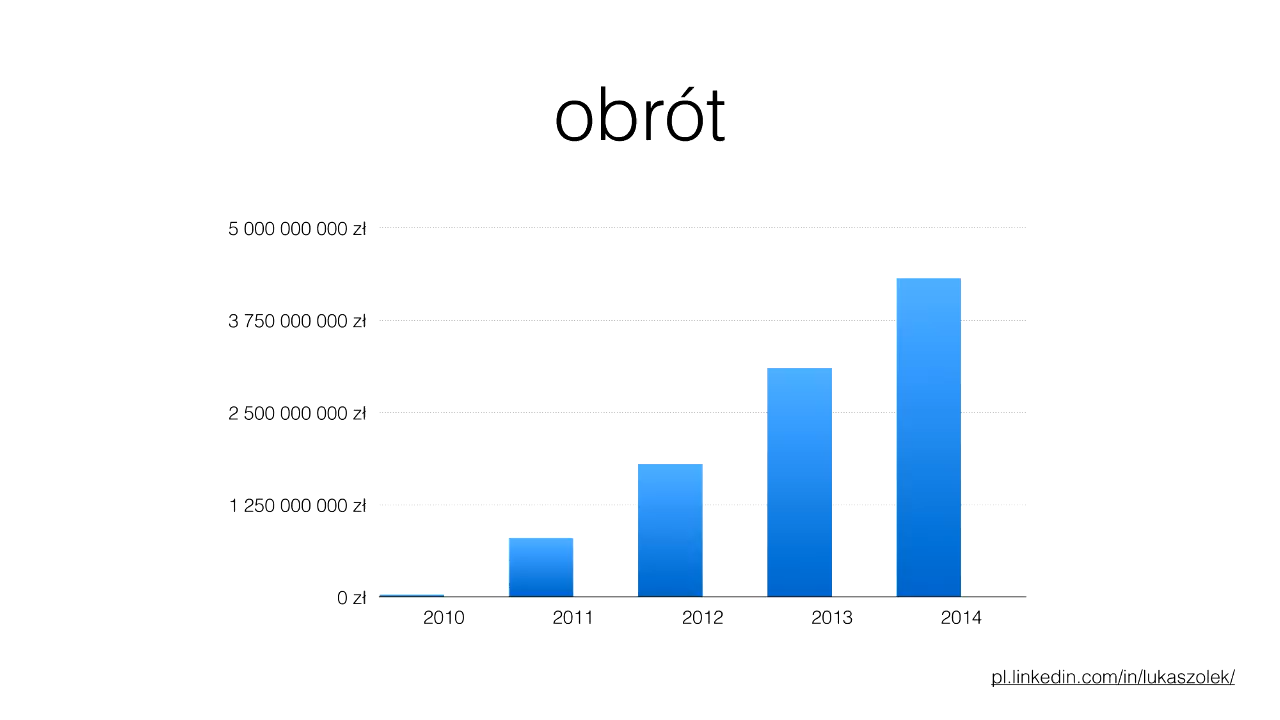 obrót
5 000 000 000 zł
3 750 000 000 zł
2 500 000 000 zł
1 250 000 000 zł
0 zł
2010 2011 2012 2013 2014
pl.linkedin.com/in/lukaszolek/